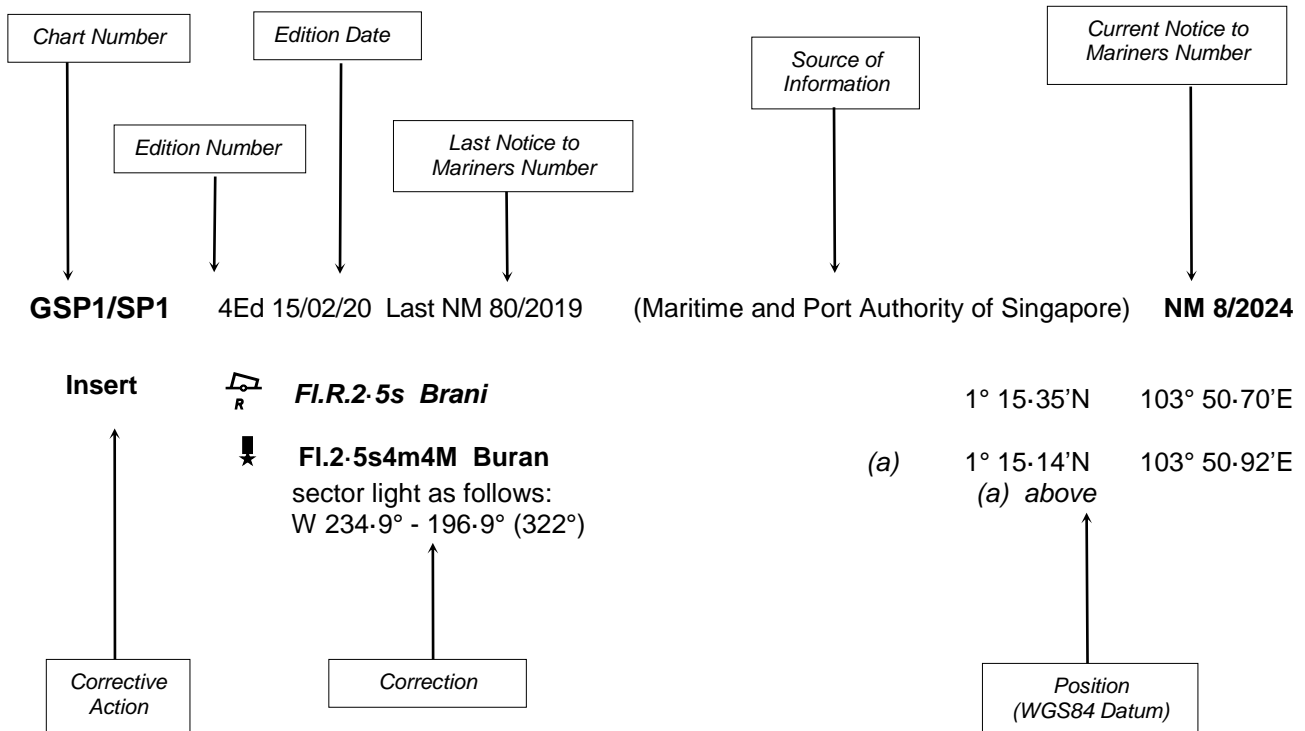 Chart Number
Edition Date
Source of
Information
Current Notice to
Mariners Number
Edition Number
Last Notice to
Mariners Number
GSP1/SP1 4Ed 15/02/20 Last NM 80/2019 (Maritime and Port Authority of Singapore) NM 8/2024
Insert R Fl.R.2·5s Brani 1° 15·35’N 103° 50·70’E
Fl.2·5s4m4M Buran (a) 1° 15·14’N 103° 50·92’E
sector light as follows: (a) above
W 234·9° - 196·9° (322°)
Corrective
Action
Correction
Position
(WGS84 Datum)